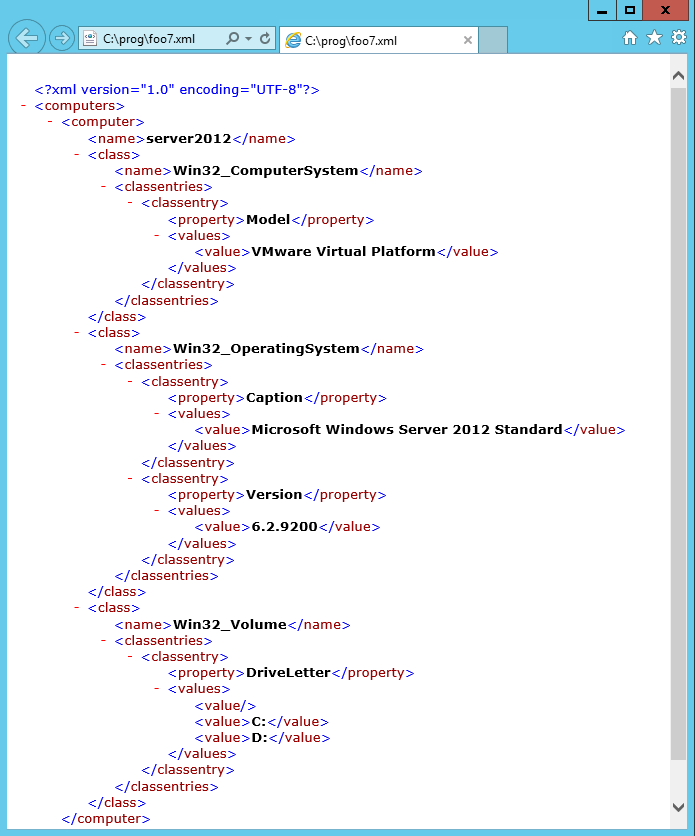 C:\prog\foo7.xml
C:\prog\foo7.xml
<?xml version="1.0" encoding="UTF-8"?>
- <computers>
- <computer>
<name>server2012</name>
- <class>
<name>Win32_ComputerSystem</name>
- <classentries>
- <classentry>
<property>Model</property>
- <values>
<value>VMware Virtual Platform</value>
</values>
</classentry>
</classentries>
</class>
- <class>
<name>Win32_OperatingSystem</name>
- <classentries>
- <classentry>
<property>Caption</property>
- <values>
<value>Microsoft Windows Server 2012 Standard</value>
</values>
</classentry>
- <classentry>
<property>Version</property>
- <values>
<value>6.2.9200</value>
</values>
</classentry>
</classentries>
</class>
- <class>
<name>Win32_Volume</name>
- <classentries>
- <classentry>
<property>DriveLetter</property>
- <values>
<value/>
<value>C:</value>
<value>D:</value>
</values>
</classentry>
</classentries>
</class>
</computer>